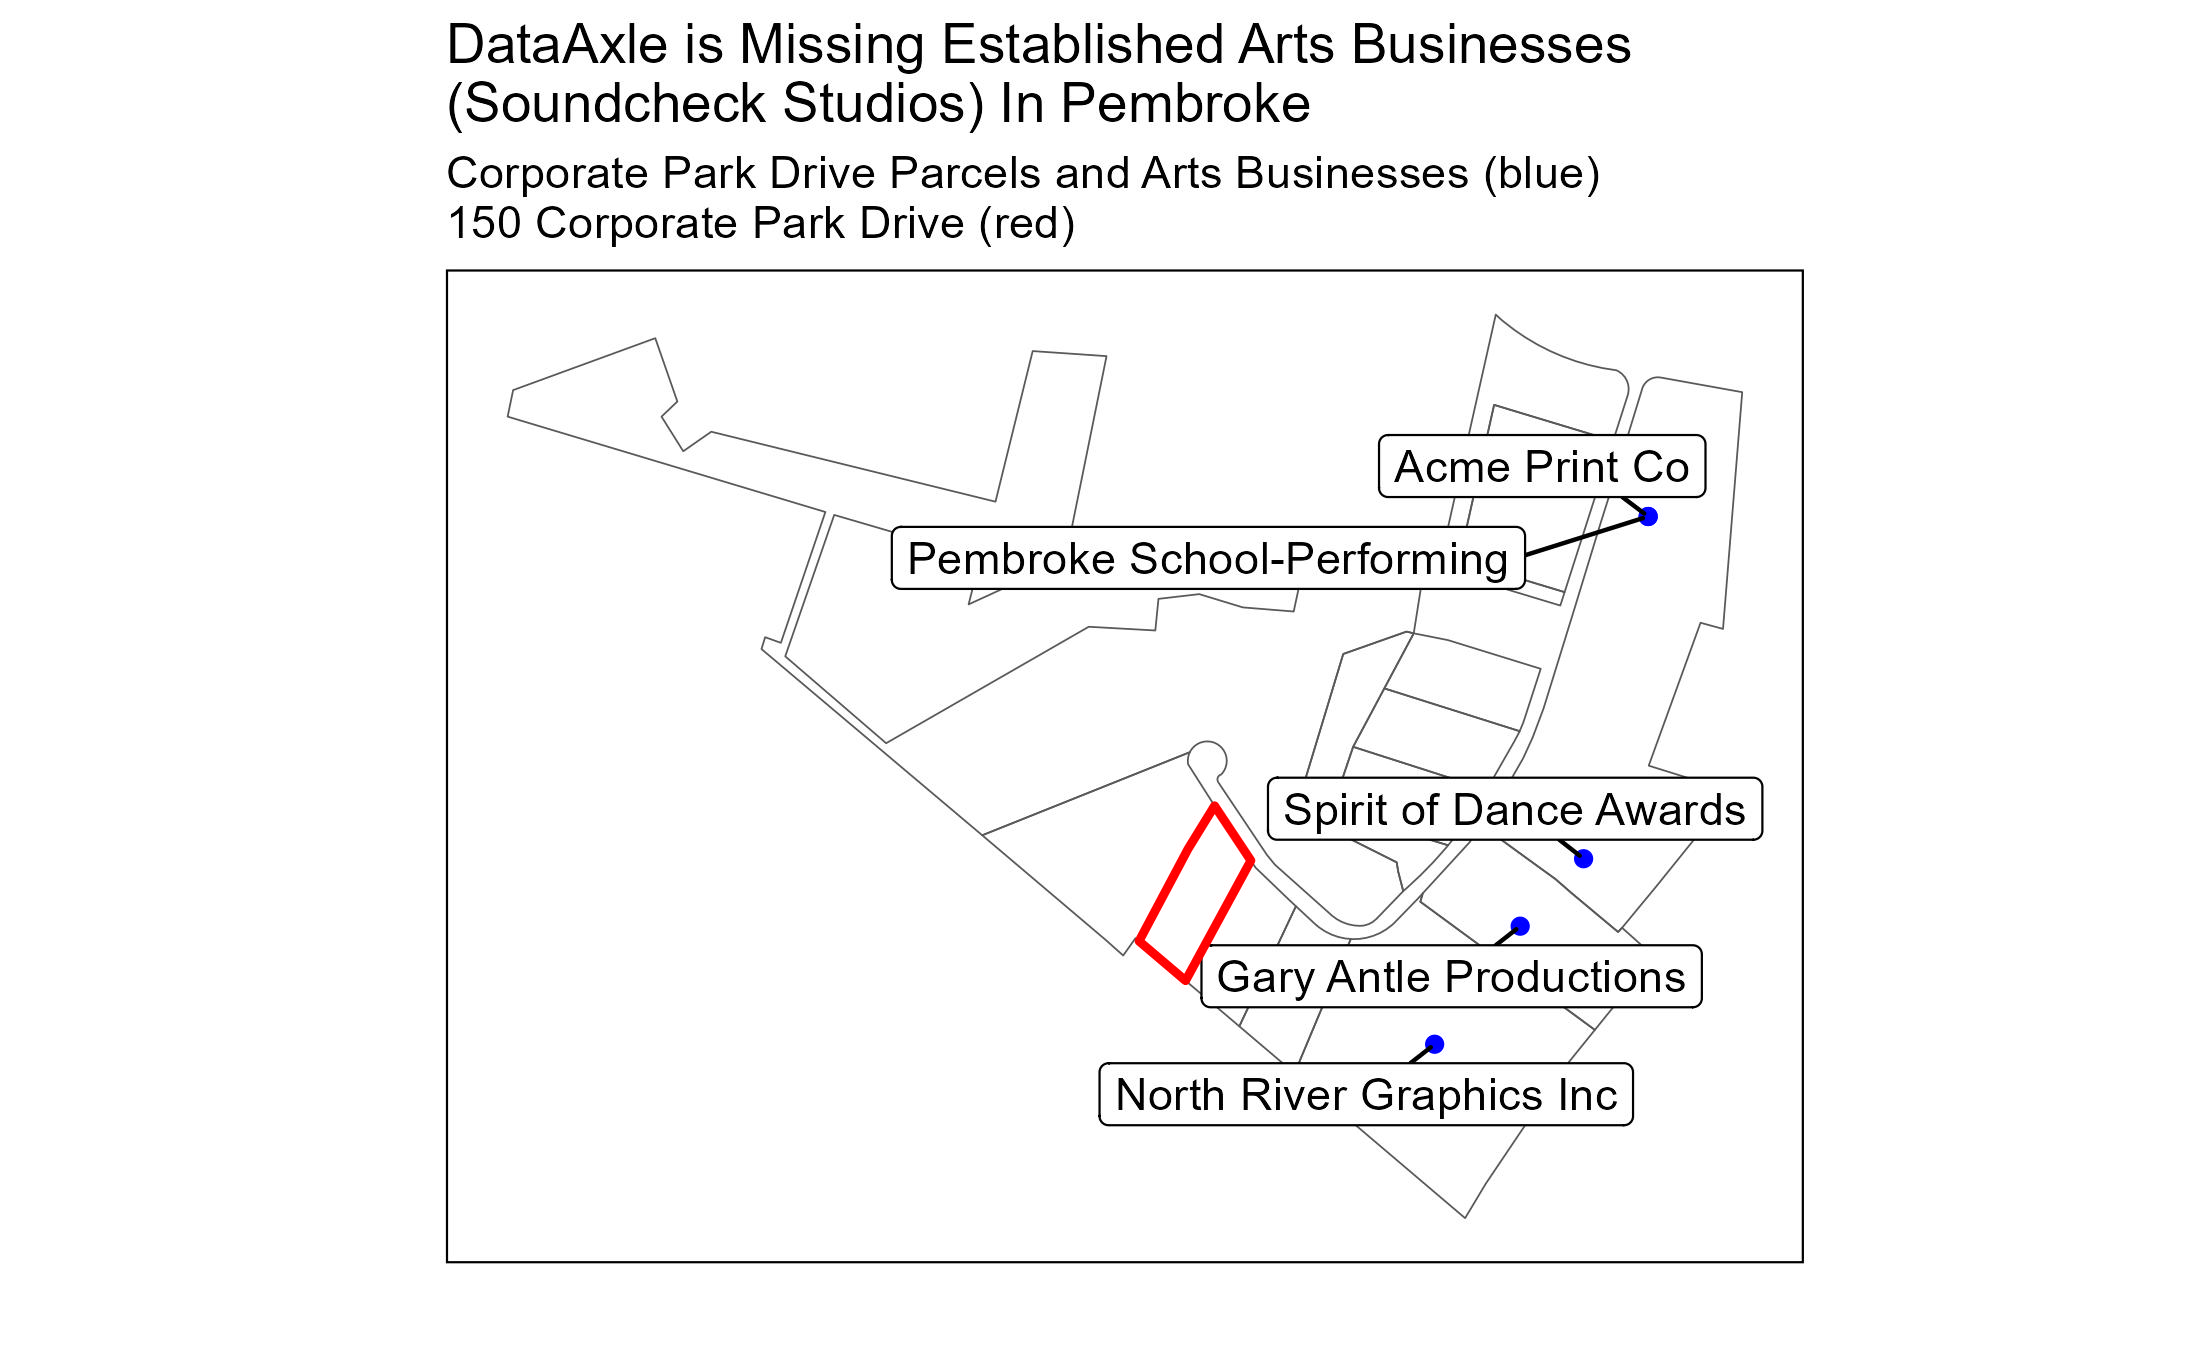 DataAxle is Missing Established Arts Businesses
(Soundcheck Studios) In Pembroke
Corporate Park Drive Parcels and Arts Businesses (blue)
150 Corporate Park Drive (red)
Acme Print Co
Pembroke School-Performing
Spirit of Dance Awards
Gary Antle Productions
North River Graphics Inc